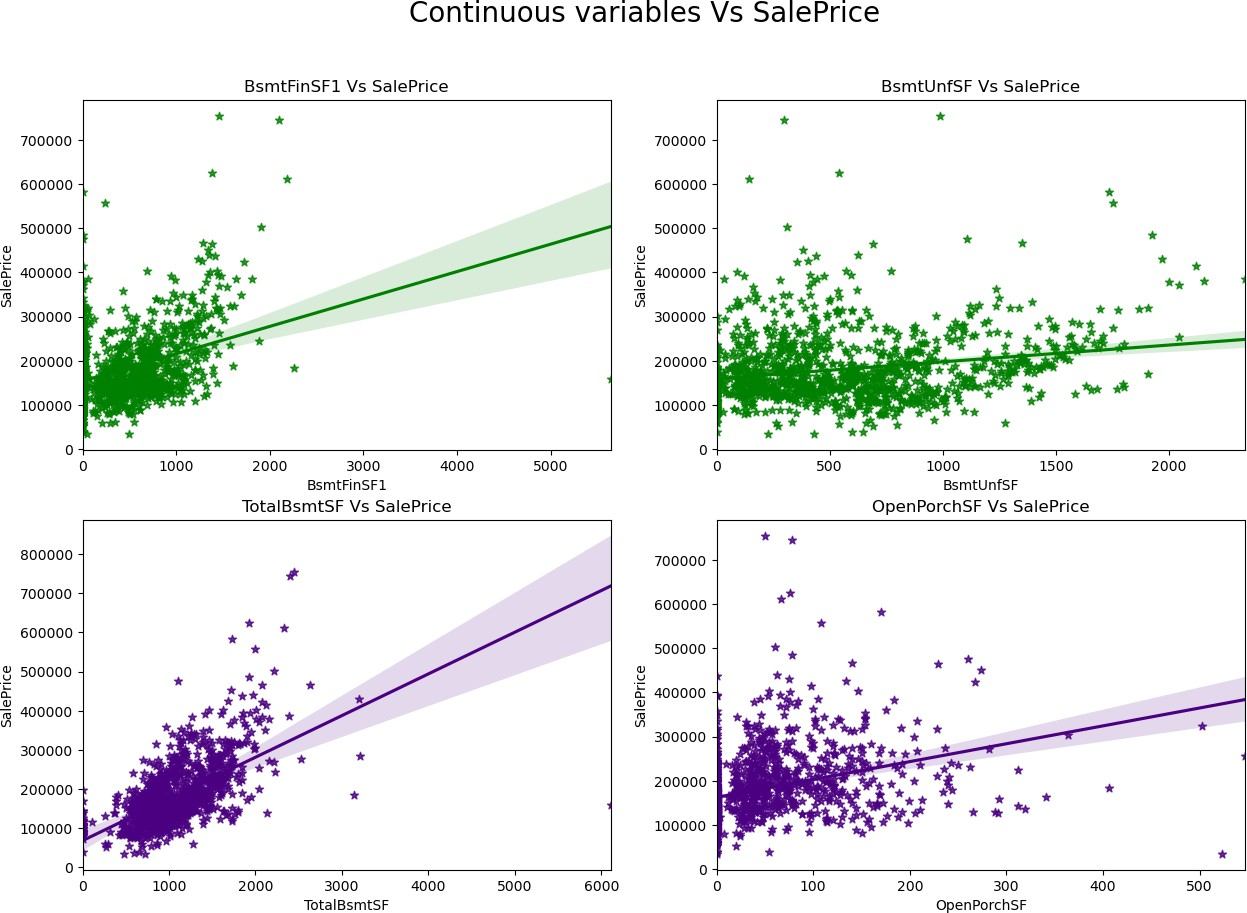 Continuous variables Vs SalePrice
BsmtFinSF1 Vs SalePrice
SalePrice
700000
600000
500000
400000
300000
200000
100000
0
0 1000 2000 3000 4000 5000
BsmtFinSF1
BsmtUnfSF Vs SalePrice
SalePrice
700000
600000
500000
400000
300000
200000
100000
0
0 500 1000 1500 2000
BsmtUnfSF
TotalBsmtSF Vs SalePrice
SalePrice
800000
700000
600000
500000
400000
300000
200000
100000
0
0 1000 2000 3000 4000 5000 6000
TotalBsmtSF
OpenPorchSF Vs SalePrice
SalePrice
700000
600000
500000
400000
300000
200000
100000
0
0 100 200 300 400 500
OpenPorchSF